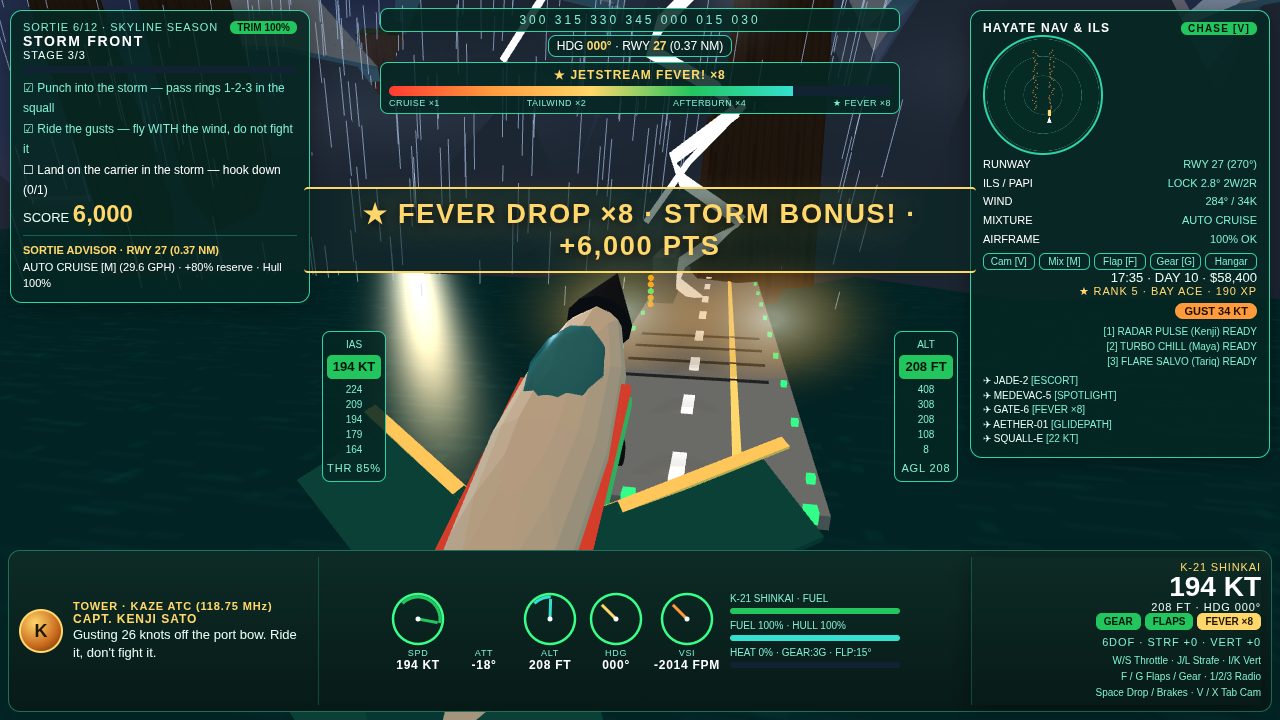 SORTIE 6/12 · SKYLINE SEASON
TRIM 100%
STORM FRONT
STAGE 3/3
☑ Punch into the storm — pass rings 1-2-3 in the
squall
☑ Ride the gusts — fly WITH the wind, do not fight
it
☐ Land on the carrier in the storm — hook down
(0/1)
SCORE 6,000
SORTIE ADVISOR · RWY 27 (0.37 NM)
AUTO CRUISE [M] (29.6 GPH) · +80% reserve · Hull
100%
300 315 330 345 000 015 030
HDG 000° · RWY 27 (0.37 NM)
★ JETSTREAM FEVER! ×8
CRUISE ×1 TAILWIND ×2 AFTERBURN ×4 ★ FEVER ×8
★ FEVER DROP ×8 · STORM BONUS! ·
+6,000 PTS
IAS
194 KT
224
209
194
179
164
THR 85%
ALT
208 FT
408
308
208
108
8
AGL 208
HAYATE NAV & ILS
CHASE [V]
RUNWAY RWY 27 (270°)
ILS / PAPI LOCK 2.8° 2W/2R
WIND 284° / 34K
MIXTURE AUTO CRUISE
AIRFRAME 100% OK
Cam [V] Mix [M] Flap [F] Gear [G] Hangar
17:35 · DAY 10 · $58,400
★ RANK 5 · BAY ACE · 190 XP
GUST 34 KT
[1] RADAR PULSE (Kenji) READY
[2] TURBO CHILL (Maya) READY
[3] FLARE SALVO (Tariq) READY
✈ JADE-2 [ESCORT]
✈ MEDEVAC-5 [SPOTLIGHT]
✈ GATE-6 [FEVER ×8]
✈ AETHER-01 [GLIDEPATH]
✈ SQUALL-E [22 KT]
K
TOWER · KAZE ATC (118.75 MHz)
CAPT. KENJI SATO
Gusting 26 knots off the port bow. Ride
it, don't fight it.
SPD
194 KT
ATT
-18°
ALT
208 FT
HDG
000°
VSI
-2014 FPM
K-21 SHINKAI · FUEL
FUEL 100% · HULL 100%
HEAT 0% · GEAR:3G · FLP:15°
K-21 SHINKAI
194 KT
208 FT · HDG 000°
GEAR FLAPS FEVER ×8
6DOF · STRF +0 · VERT +0
W/S Throttle · J/L Strafe · I/K Vert
F / G Flaps / Gear · 1/2/3 Radio
Space Drop / Brakes · V / X Tab Cam